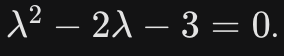 λ² − 2λ − 3 = 0.